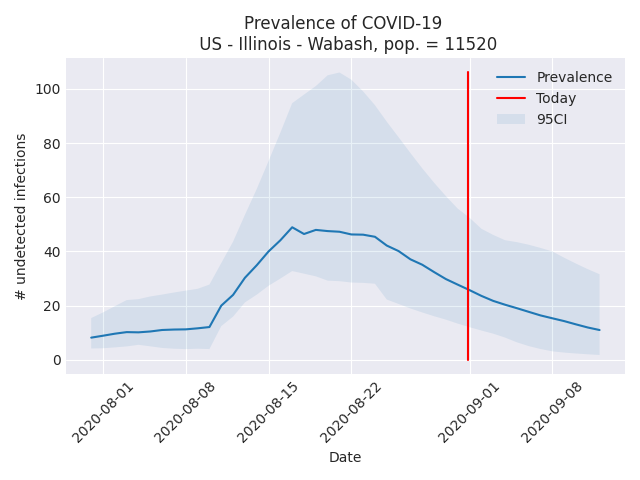 Prevalence of COVID-19
US - Illinois - Wabash, pop. = 11520
Prevalence
Today
95CI
# undetected infections
100
80
60
40
20
0
2020-08-01
2020-08-08
2020-08-15
2020-08-22
2020-09-01
2020-09-08
Date